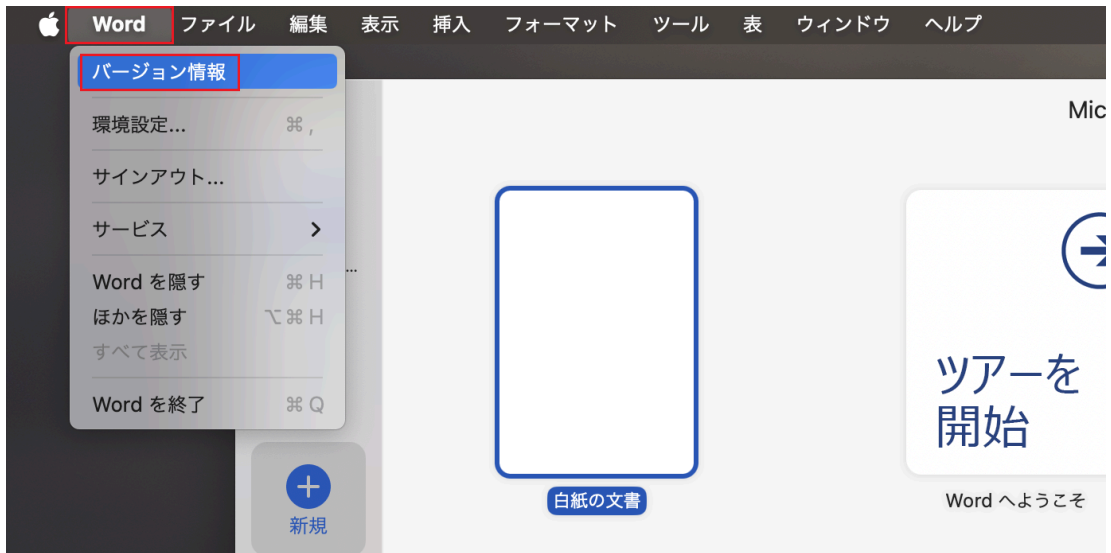 Word ファイル 編集 表示 挿入 フォーマット ツール 表 ウィンドウ ヘルプ
バージョン情報
環境設定... ⌘ ,
サインアウト...
サービス
Word を隠す ⌘ H
ほかを隠す ⌥ ⌘ H
すべて表示
Word を終了 ⌘ Q
...
新規
Mic
白紙の文書
ツアーを
開始
Word へようこそ